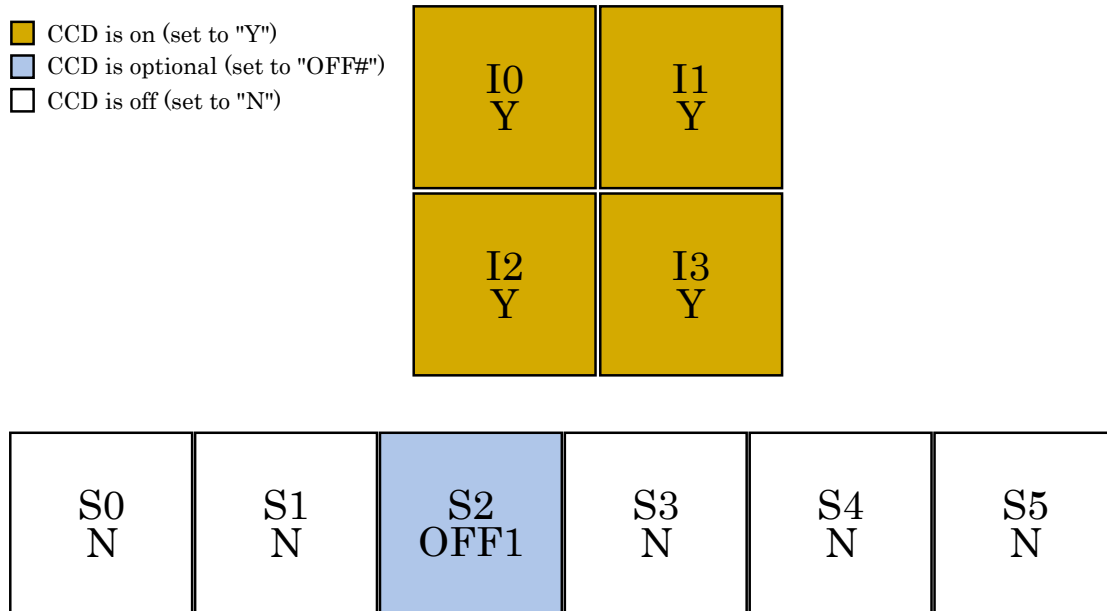 CCD is on (set to "Y")
CCD is optional (set to "OFF#")
CCD is off (set to "N")
I0
Y
I1
Y
I2
Y
I3
Y
S0
N
S1
N
S2
OFF1
S3
N
S4
N
S5
N